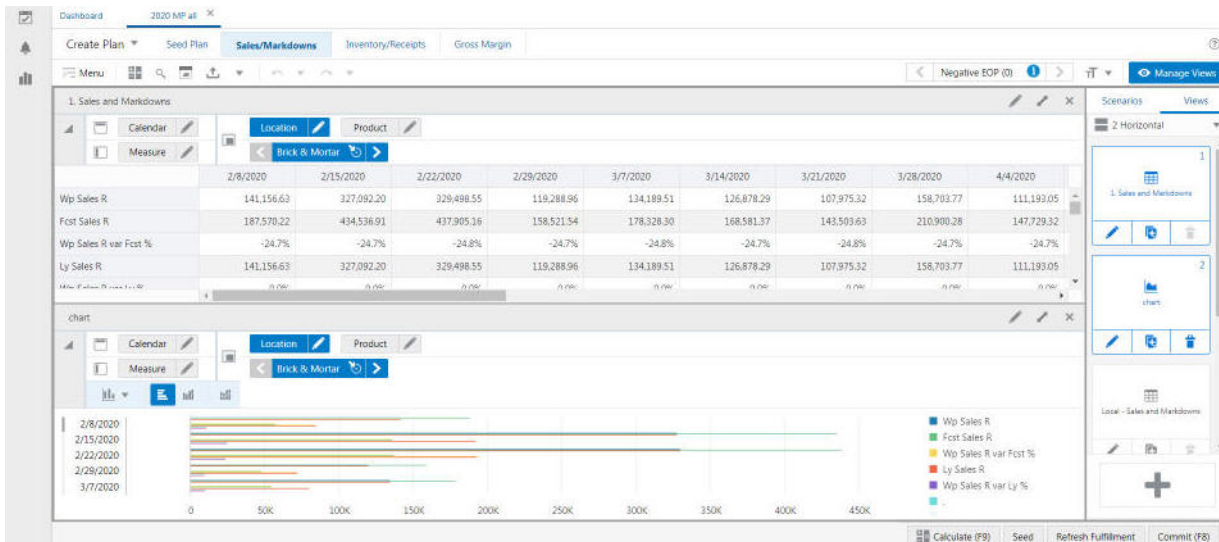 Dashboard 2020 MP all
Create Plan Seed Plan Sales/Markdowns Inventory/Receipts Gross Margin
Menu Negative EOP (0) Manage Views
1. Sales and Markdowns
Scenarios Views
Calendar Location Product
2 Horizontal
Measure Brick & Mortar
1
2/8/2020 2/15/2020 2/22/2020 2/29/2020 3/7/2020 3/14/2020 3/21/2020 3/28/2020 4/4/2020
1. Sales and Markdowns
Wp Sales R 141,156.63 327,092.20 329,498.55 119,288.96 134,189.51 126,878.29 107,975.32 158,703.77 111,193.05
Fcst Sales R 187,570.22 434,536.91 437,905.16 158,521.54 178,328.30 168,581.37 143,503.63 210,900.28 147,729.32
Wp Sales R var Fcst % -24.7% -24.7% -24.8% -24.7% -24.8% -24.7% -24.8% -24.7% -24.7%
Ly Sales R 141,156.63 327,092.20 329,498.55 119,288.96 134,189.51 126,878.29 107,975.32 158,703.77 111,193.05
2
chart
chart
Calendar Location Product
Measure Brick & Mortar
Local - Sales and Markdowns
2/8/2020
2/15/2020
2/22/2020
2/29/2020
3/7/2020
0 50K 100K 150K 200K 250K 300K 350K 400K 450K
Wp Sales R
Fcst Sales R
Wp Sales R var Fcst %
Ly Sales R
Wp Sales R var Ly %
.
Calculate (F9) Seed Refresh Fulfillment Commit (F8)